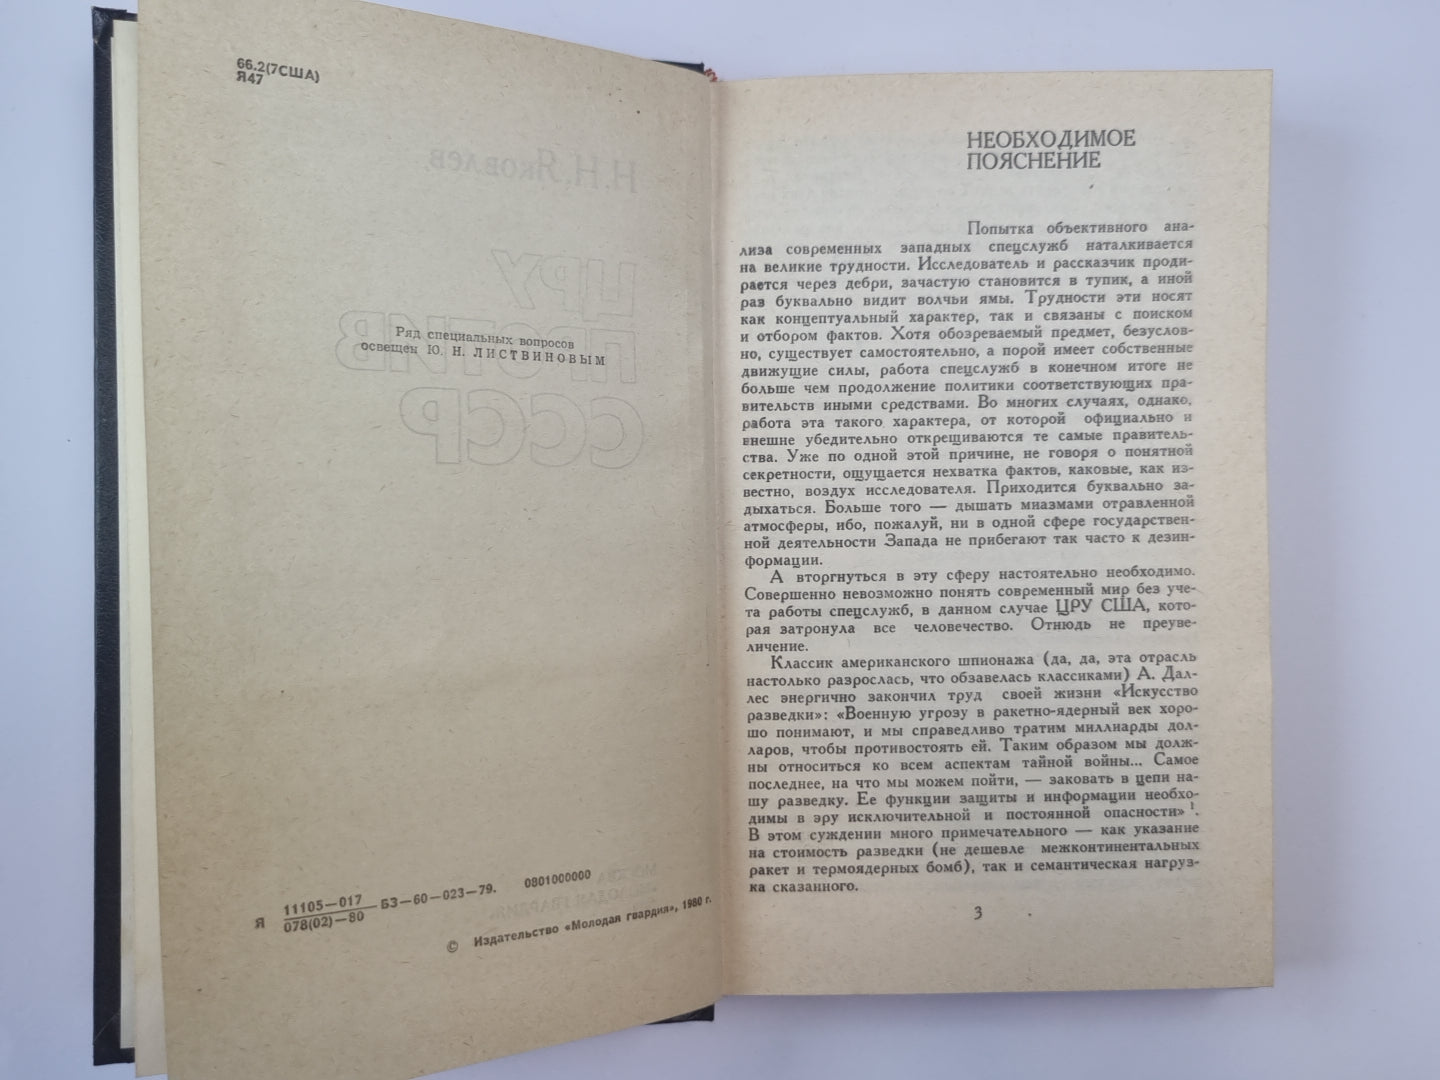 66.2(7США)
Я47
Н. Н. Яковлев
ЦРУ
ПРОТИВ
СССР
Ряд специальных вопросов
освещен Ю. Н. ЛИСТВИНОВЫМ
Я 11105—017
078(02)—80 БЗ—60—023—79. 0801000000
© Издательство «Молодая гвардия», 1980 г.
НЕОБХОДИМОЕ
ПОЯСНЕНИЕ
Попытка объективного ана-
лиза современных западных спецслужб наталкивается
на великие трудности. Исследователь и рассказчик проди-
рается через дебри, зачастую становится в тупик, а иной
раз буквально видит волчьи ямы. Трудности эти носят
как концептуальный характер, так и связаны с поиском
и отбором фактов. Хотя обозреваемый предмет, безуслов-
но, существует самостоятельно, а порой имеет собственные
движущие силы, работа спецслужб в конечном итоге не
больше чем продолжение политики соответствующих пра-
вительств иными средствами. Во многих случаях, однако,
работа эта такого характера, от которой официально и
внешне убедительно открещиваются те самые правитель-
ства. Уже по одной этой причине, не говоря о понятной
секретности, ощущается нехватка фактов, каковые, как из-
вестно, воздух исследователя. Приходится буквально за-
дыхаться. Больше того — дышать миазмами отравленной
атмосферы, ибо, пожалуй, ни в одной сфере государствен-
ной деятельности Запада не прибегают так часто к дезин-
формации.
А вторгнуться в эту сферу настоятельно необходимо.
Совершенно невозможно понять современный мир без уче-
та работы спецслужб, в данном случае ЦРУ США, кото-
рая затронула все человечество. Отнюдь не преуве-
личение.
Классик американского шпионажа (да, да, эта отрасль
настолько разрослась, что обзавелась классиками) А. Дал-
лес энергично закончил труд своей жизни «Искусство
разведки»: «Военную угрозу в ракетно-ядерный век хоро-
шо понимают, и мы справедливо тратим миллиарды дол-
ларов, чтобы противостоять ей. Таким образом мы долж-
ны относиться ко всем аспектам тайной войны... Самое
последнее, на что мы можем пойти, — заковать в цепи на-
шу разведку. Ее функции защиты и информации необхо-
димы в эру исключительной и постоянной опасности» ¹.
В этом суждении много примечательного — как указание
на стоимость разведки (не дешевле межконтинентальных
ракет и термоядерных бомб), так и семантическая нагруз-
ка сказанного.
3